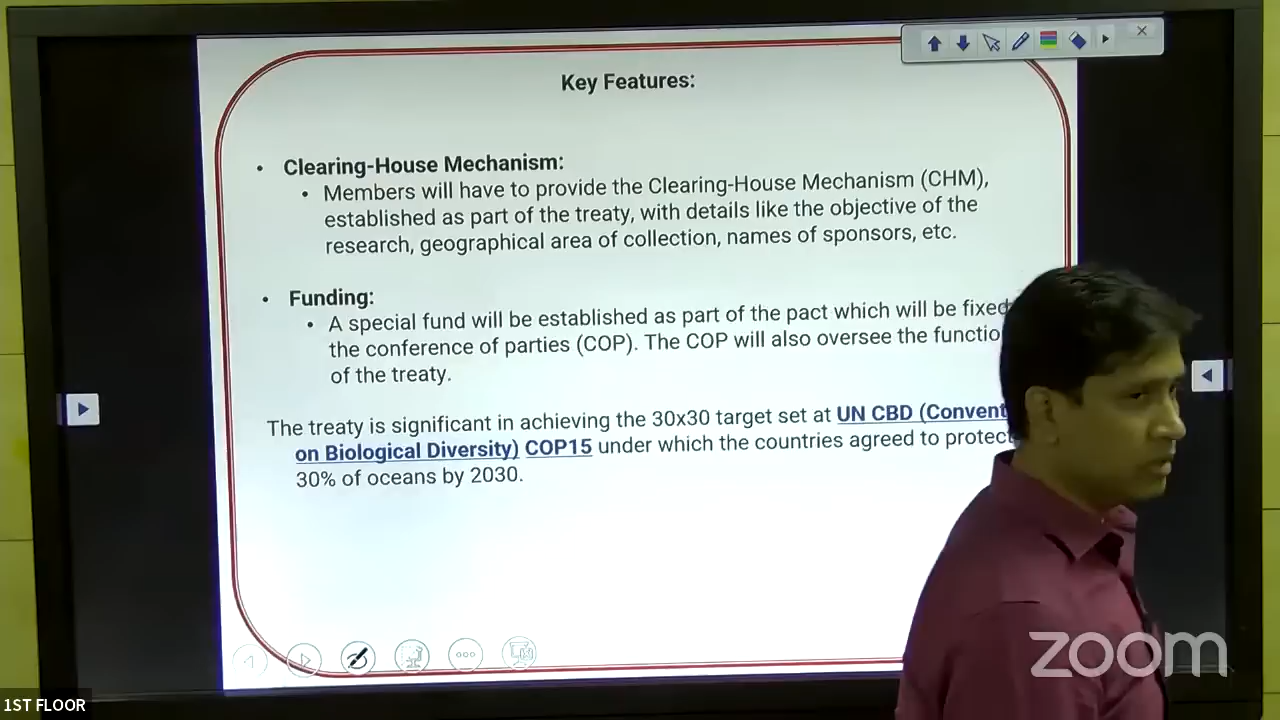 Key Features:
• Clearing-House Mechanism:
• Members will have to provide the Clearing-House Mechanism (CHM),
established as part of the treaty, with details like the objective of the
research, geographical area of collection, names of sponsors, etc.
• Funding:
• A special fund will be established as part of the pact which will be fixed
the conference of parties (COP). The COP will also oversee the functio
of the treaty.
The treaty is significant in achieving the 30x30 target set at UN CBD (Convent
on Biological Diversity) COP15 under which the countries agreed to protect
30% of oceans by 2030.
zoom
1ST FLOOR